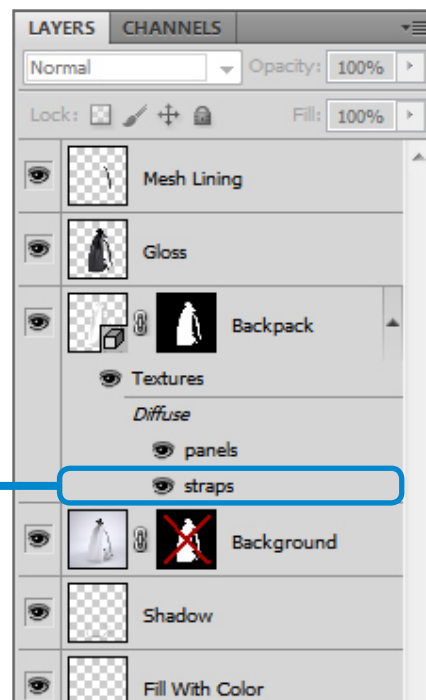 LAYERS CHANNELS
Normal Opacity: 100%
Lock: Fill: 100%
Mesh Lining
Gloss
Backpack
Textures
Diffuse
panels
straps
Background
Shadow
Fill With Color